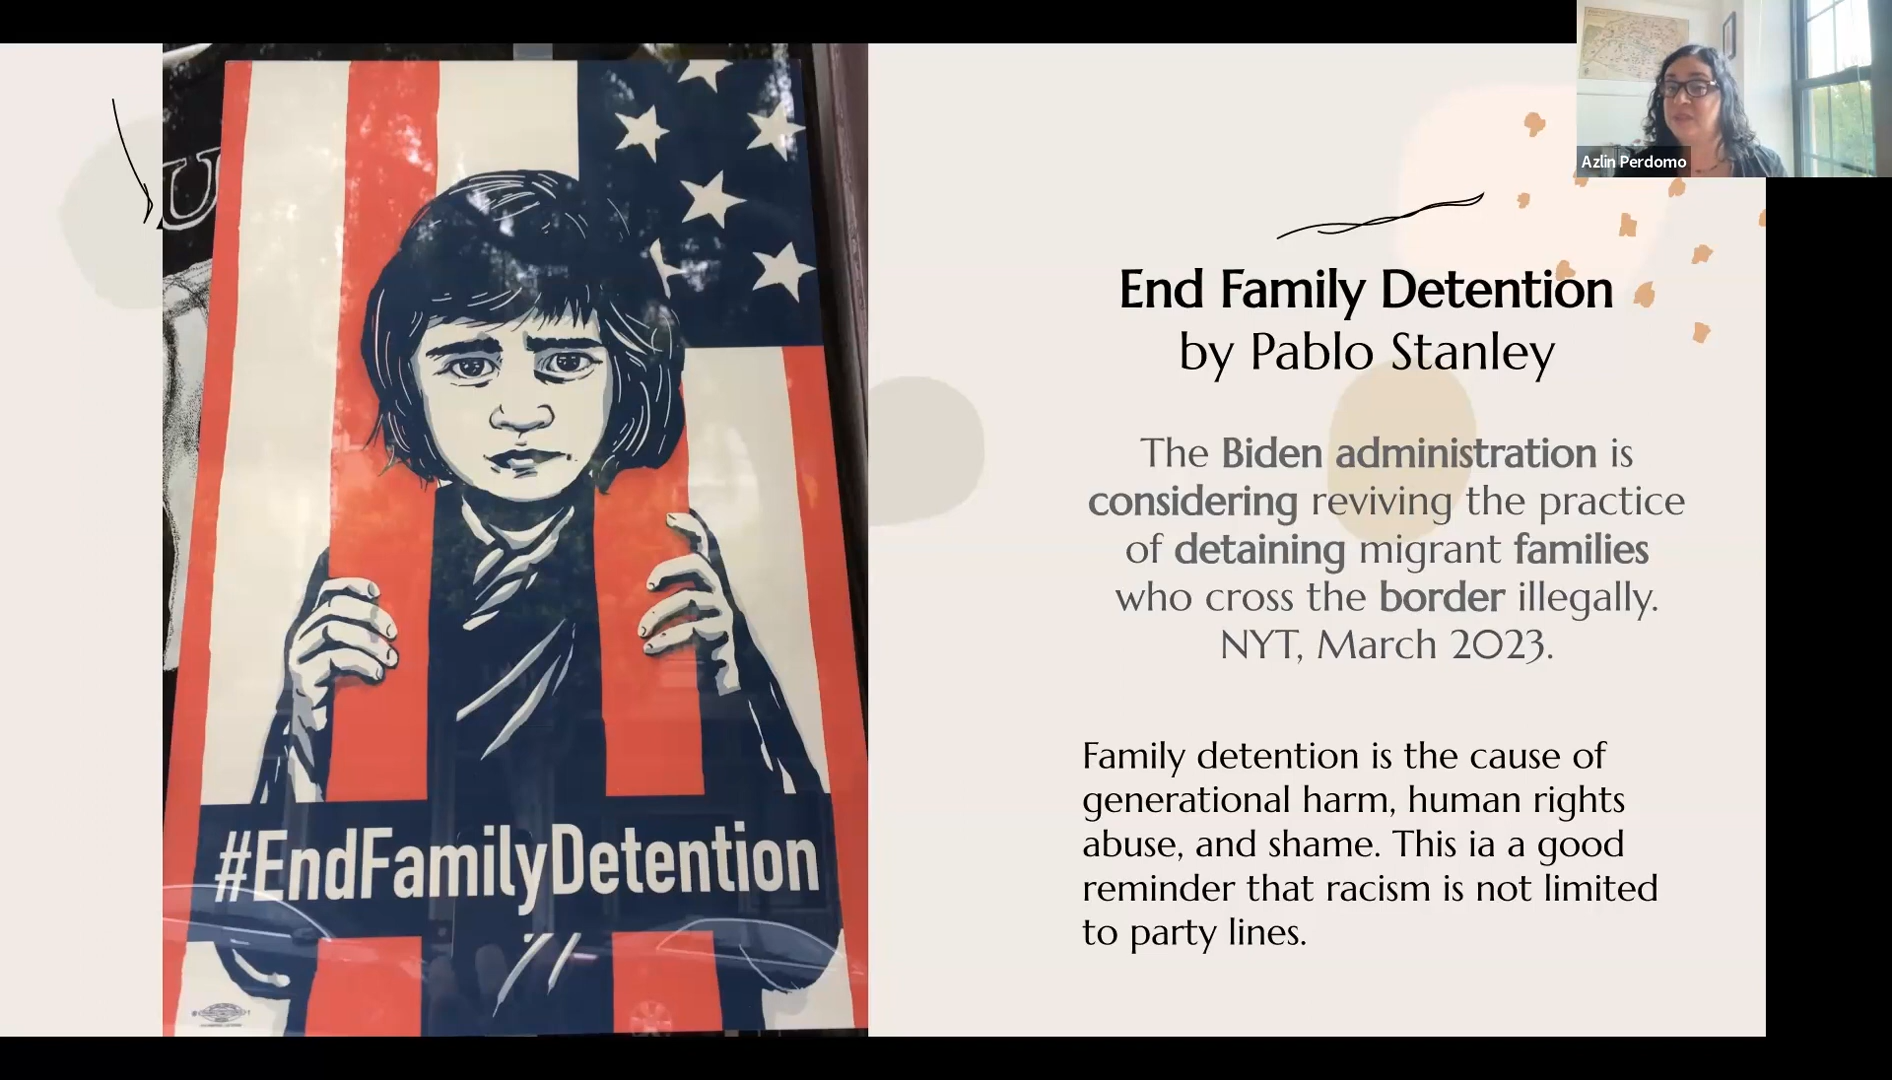 Azlin Perdomo
U
#EndFamilyDetention
End Family Detention
by Pablo Stanley
The Biden administration is
considering reviving the practice
of detaining migrant families
who cross the border illegally.
NYT, March 2023.
Family detention is the cause of
generational harm, human rights
abuse, and shame. This ia a good
reminder that racism is not limited
to party lines.